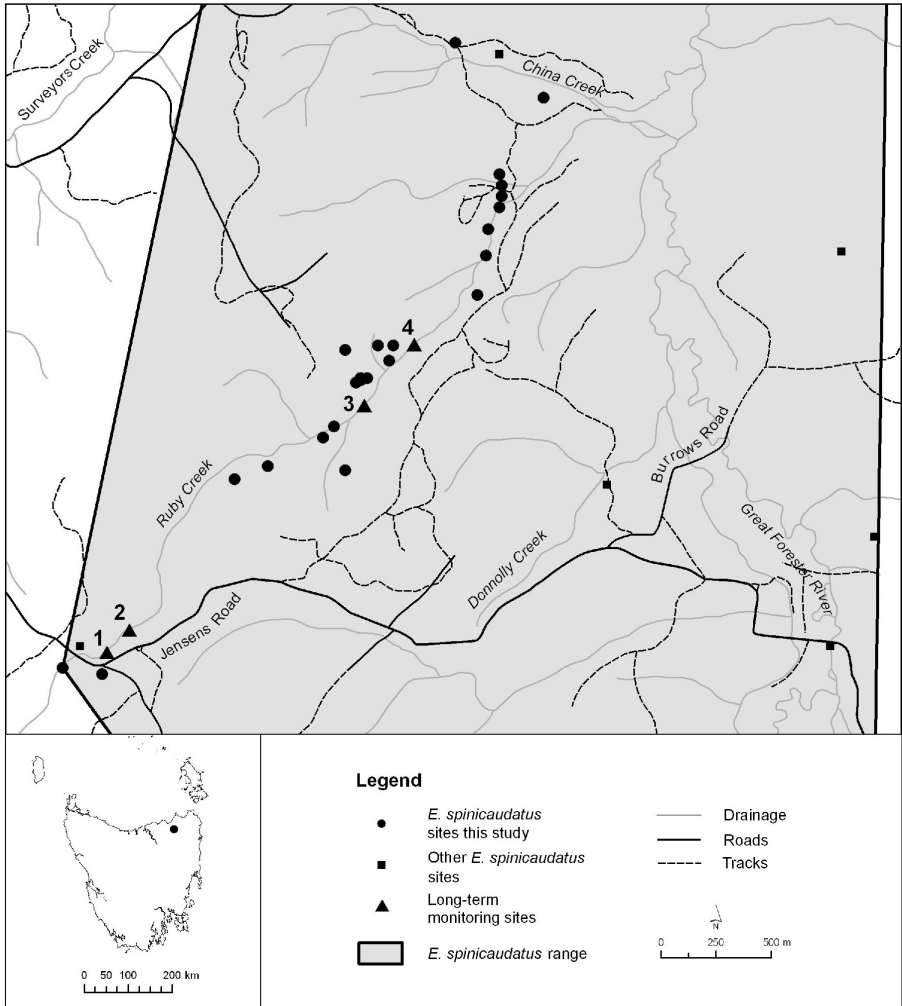 Surveyors Creek
China Creek
4
3
Ruby Creek
Burrows Road
Great Forester River
Donnolly Creek
2
1
Jensens Road
Legend
E. spinicaudatus
sites this study
Other E. spinicaudatus
sites
Long-term
monitoring sites
E. spinicaudatus range
Drainage
Roads
Tracks
N
0 250 500 m
0 50 100 200 km